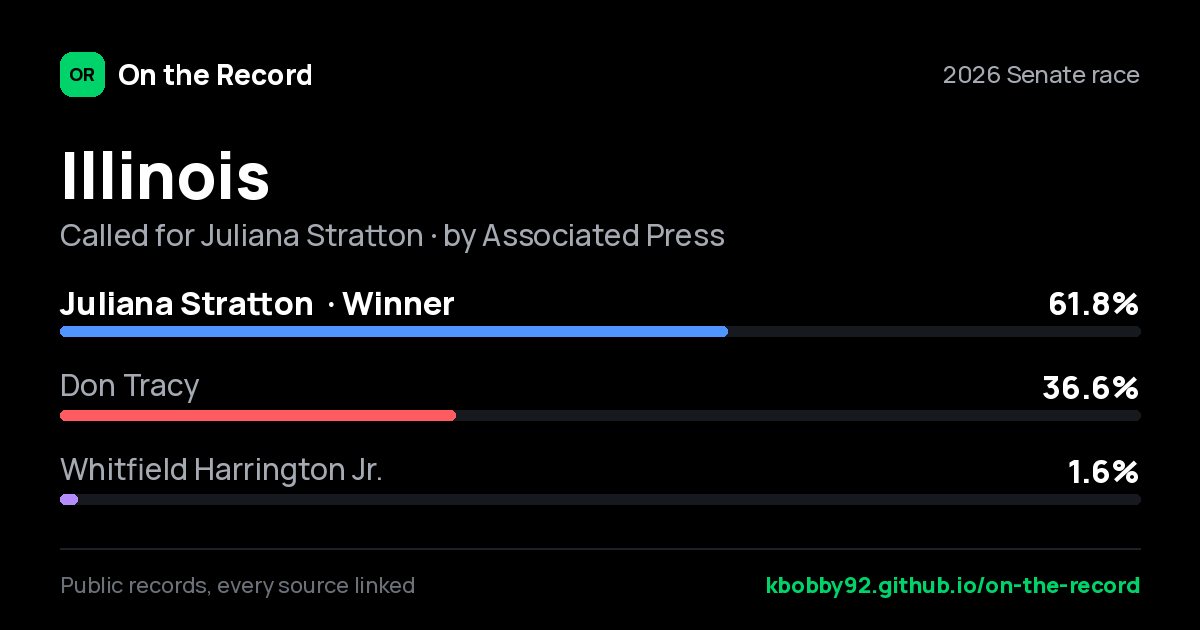 OR On the Record
2026 Senate race
Illinois
Called for Juliana Stratton · by Associated Press
Juliana Stratton · Winner 61.8%
Don Tracy 36.6%
Whitfield Harrington Jr. 1.6%
Public records, every source linked
kbobby92.github.io/on-the-record